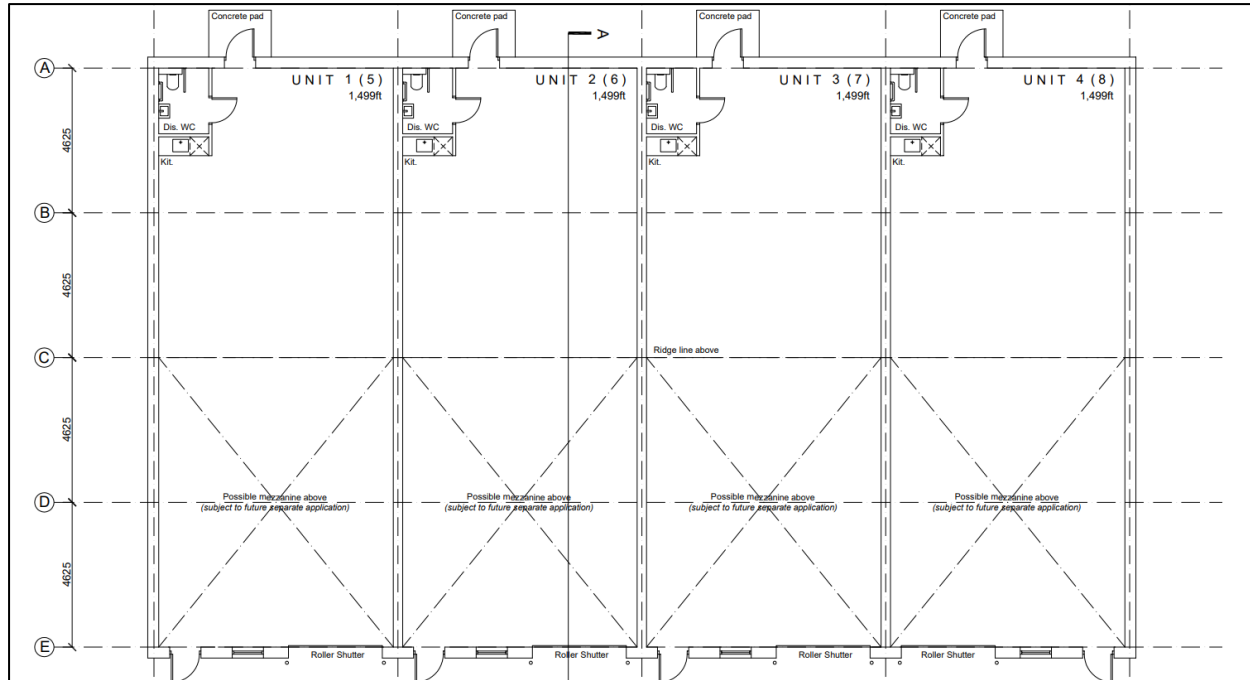 Concrete pad
Concrete pad
Concrete pad
Concrete pad
A
A
UNIT 1 (5)
1,499ft
UNIT 2 (6)
1,499ft
UNIT 3 (7)
1,499ft
UNIT 4 (8)
1,499ft
Dis. WC
Dis. WC
Dis. WC
Dis. WC
Kit.
Kit.
Kit.
Kit.
4625
B
4625
C
Ridge line above
4625
D
Possible mezzanine above
(subject to future separate application)
Possible mezzanine above
(subject to future separate application)
Possible mezzanine above
(subject to future separate application)
Possible mezzanine above
(subject to future separate application)
4625
E
Roller Shutter
Roller Shutter
Roller Shutter
Roller Shutter